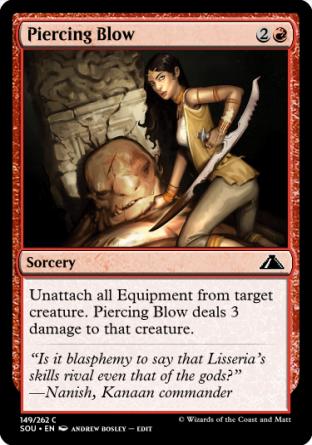 Piercing Blow 2
Sorcery
Unattach all Equipment from target
creature. Piercing Blow deals 3
damage to that creature.
“Is it blasphemy to say that Lisseria’s
skills rival even that of the gods?”
—Nanish, Kanaan commander
149/262 C
SOU • EN ANDREW BOSLEY — EDIT
© Wizards of the Coast and Matt